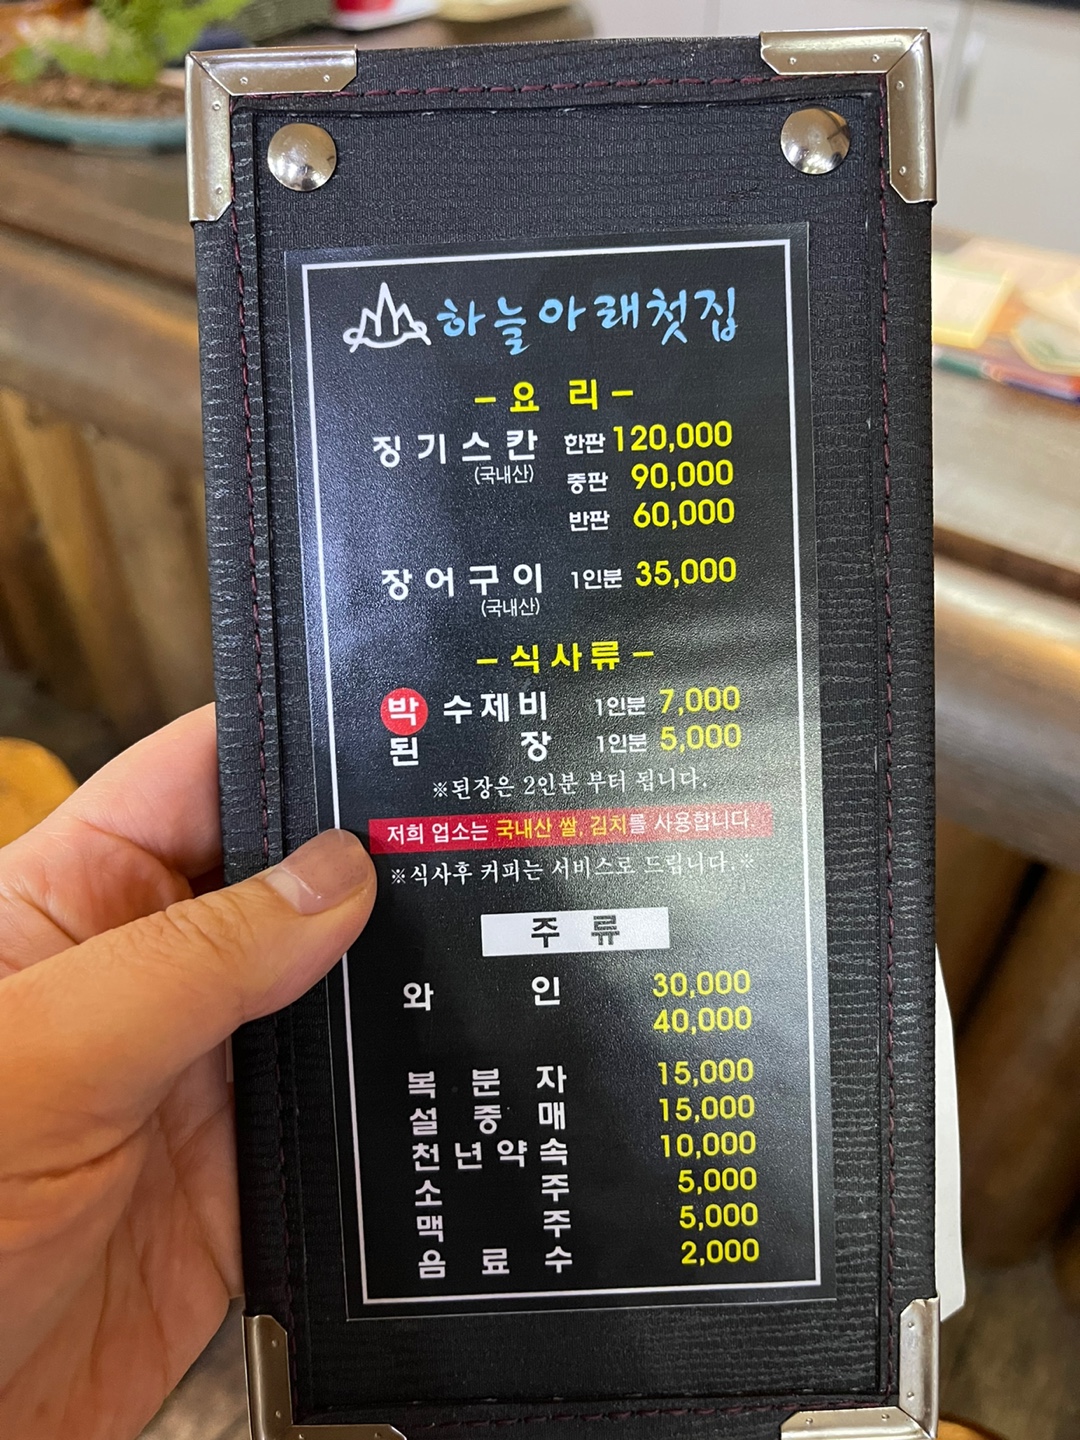 하늘아래첫집
- 요 리 -
징기스칸 한판 120,000
(국내산) 중판 90,000
반판 60,000
장어구이 1인분 35,000
(국내산)
- 식사류 -
박 수제비 1인분 7,000
된 장 1인분 5,000
※된장은 2인분 부터 됩니다.
저희 업소는 국내산 쌀, 김치를 사용합니다.
※식사후 커피는 서비스로 드립니다 ※
주 류
와 인 30,000
40,000
복 분 자 15,000
설 중 매 15,000
천 년 약 속 10,000
소 주 5,000
맥 주 5,000
음 료 수 2,000